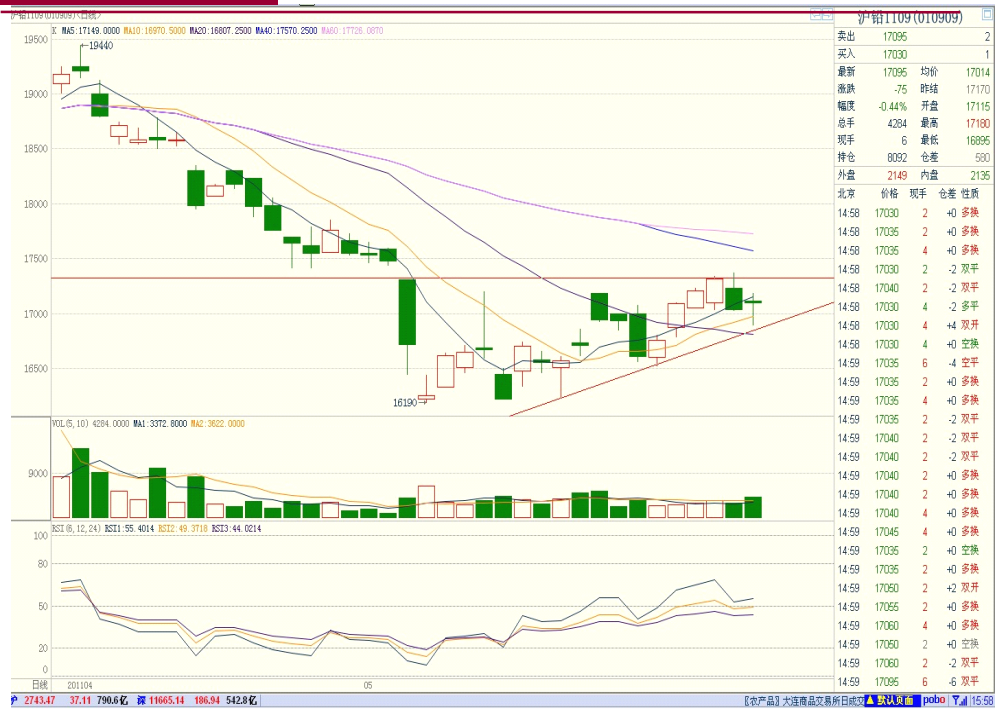 沪铅1109(010909)<日线>
K MA5:17149.0000 MA10:16970.5000 MA20:16807.2500 MA40:17570.2500 MA60:17726.0870
19500
19440
19000
18500
18000
17500
17000
16500
16190
VOL(5,10) 4284.0000 MA1:3372.8000 MA2:3622.0000
9000
RSI(6,12,24) RSI1:55.4014 RSI2:49.3718 RSI3:44.0214
100
80
50
20
0
日线 201104 05
沪铅1109(010909)
卖出 17095 2
买入 17030 1
最新 17095 均价 17014
涨跌 -75 昨结 17170
幅度 -0.44% 开盘 17115
总手 4284 最高 17180
现手 6 最低 16895
持仓 8092 仓差 580
外盘 2149 内盘 2135
北京 价格 现手 仓差 性质
14:58 17030 2 +0 多换
14:58 17035 2 +0 多换
14:58 17035 4 +0 多换
14:58 17030 2 -2 双平
14:58 17040 2 -2 双平
14:58 17030 4 -2 多平
14:58 17030 4 +4 双开
14:58 17030 4 +0 空换
14:59 17035 6 -4 空平
14:59 17035 2 +0 多换
14:59 17035 4 +0 多换
14:59 17035 2 -2 双平
14:59 17040 2 -2 双平
14:59 17040 2 -2 双平
14:59 17040 2 +0 多换
14:59 17040 2 +0 多换
14:59 17040 4 +0 多换
14:59 17045 4 +0 多换
14:59 17035 2 +0 空换
14:59 17035 2 +0 多换
14:59 17050 2 +2 双开
14:59 17055 2 +0 多换
14:59 17060 4 +0 多换
14:59 17050 2 +0 空换
14:59 17060 2 -2 双平
14:59 17095 6 -6 双平
沪 2743.47 37.11 790.6亿 深 11665.14 186.94 542.8亿 〖农产品〗大连商品交易所日成交 默认页面 pobo 15:58